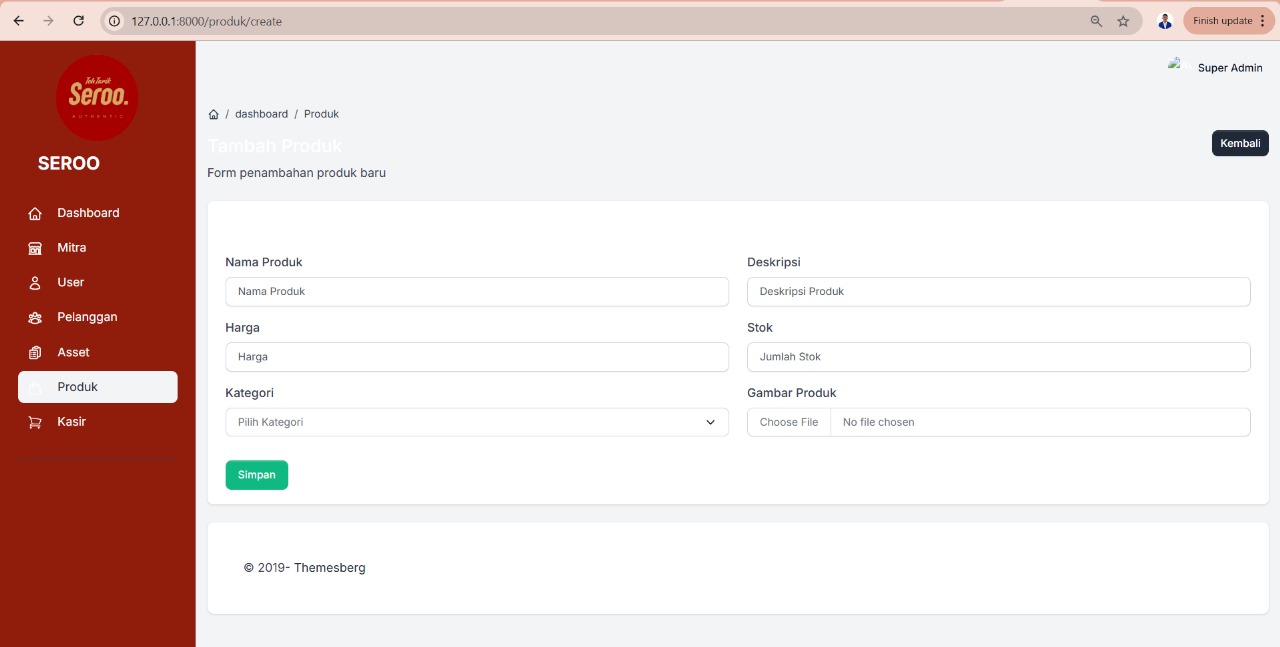 127.0.0.1:8000/produk/create
Finish update
Teh Tarik
Seroo.
AUTHENTIC
SEROO
Dashboard
Mitra
User
Pelanggan
Asset
Produk
Kasir
Super Admin
/ dashboard / Produk
Tambah Produk
Kembali
Form penambahan produk baru
Nama Produk
Deskripsi
Nama Produk
Deskripsi Produk
Harga
Stok
Harga
Jumlah Stok
Kategori
Gambar Produk
Pilih Kategori
Choose File No file chosen
Simpan
© 2019- Themesberg